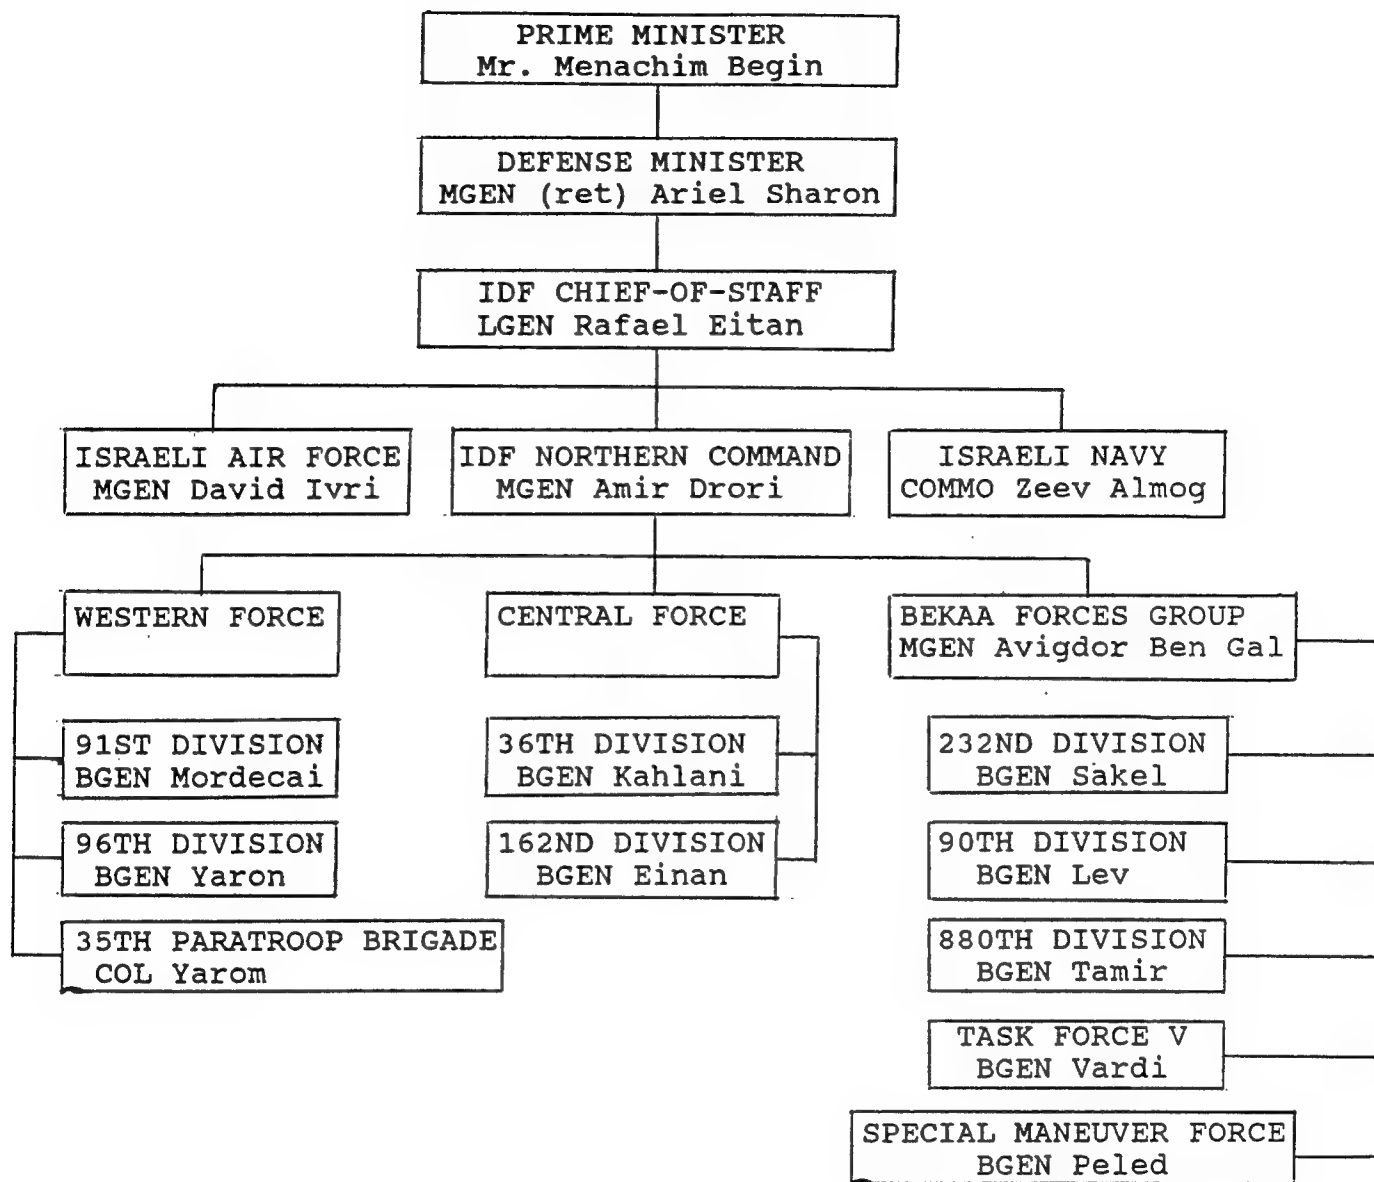 PRIME MINISTER
Mr. Menachim Begin
DEFENSE MINISTER
MGEN (ret) Ariel Sharon
IDF CHIEF-OF-STAFF
LGEN Rafael Eitan
ISRAELI AIR FORCE
MGEN David Ivri
IDF NORTHERN COMMAND
MGEN Amir Drori
ISRAELI NAVY
COMMO Zeev Almog
WESTERN FORCE
91ST DIVISION
BGEN Mordecai
96TH DIVISION
BGEN Yaron
35TH PARATROOP BRIGADE
COL Yarom
CENTRAL FORCE
36TH DIVISION
BGEN Kahlani
162ND DIVISION
BGEN Einan
BEKAA FORCES GROUP
MGEN Avigdor Ben Gal
232ND DIVISION
BGEN Sakel
90TH DIVISION
BGEN Lev
880TH DIVISION
BGEN Tamir
TASK FORCE V
BGEN Vardi
SPECIAL MANEUVER FORCE
BGEN Peled